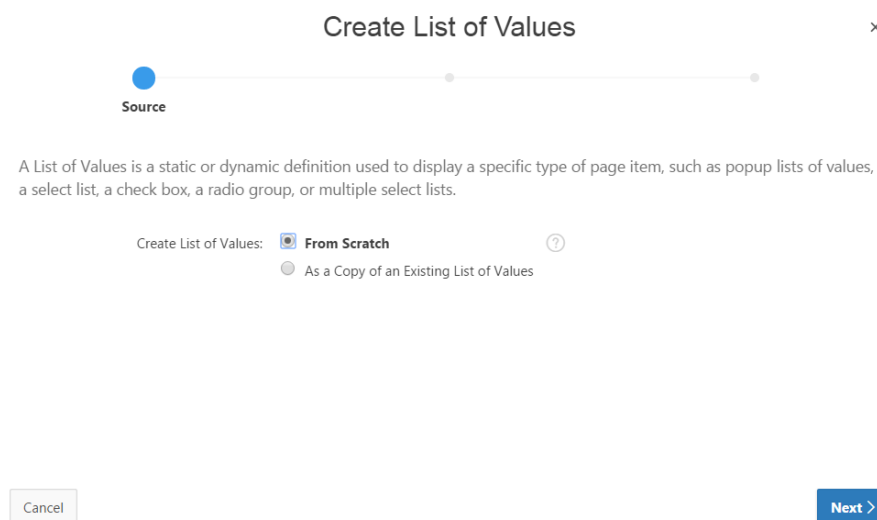 Create List of Values
×
Source
A List of Values is a static or dynamic definition used to display a specific type of page item, such as popup lists of values,
a select list, a check box, a radio group, or multiple select lists.
Create List of Values: From Scratch ?
As a Copy of an Existing List of Values
Cancel Next >